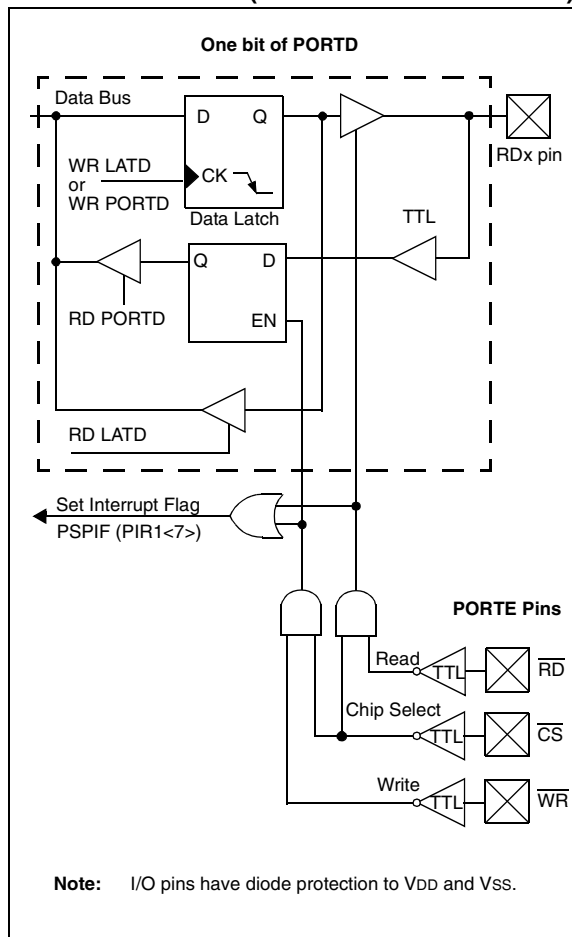 One bit of PORTD
Data Bus
D Q
RDx pin
WR LATD
or
WR PORTD
CK
Data Latch
TTL
Q D
RD PORTD
EN
RD LATD
Set Interrupt Flag
PSPIF (PIR1<7>)
PORTE Pins
Read
TTL
RD
Chip Select
TTL
CS
Write
TTL
WR
Note: I/O pins have diode protection to VDD and VSS.